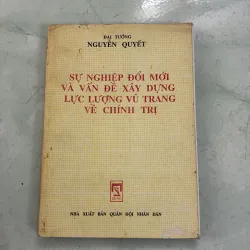 ĐẠI TƯỚNG
NGUYỄN QUYẾT
SỰ NGHIỆP ĐỔI MỚI
VÀ VẤN ĐỀ XÂY DỰNG
LỰC LƯỢNG VŨ TRANG
VỀ CHÍNH TRỊ
NHÀ XUẤT BẢN QUÂN ĐỘI NHÂN DÂN